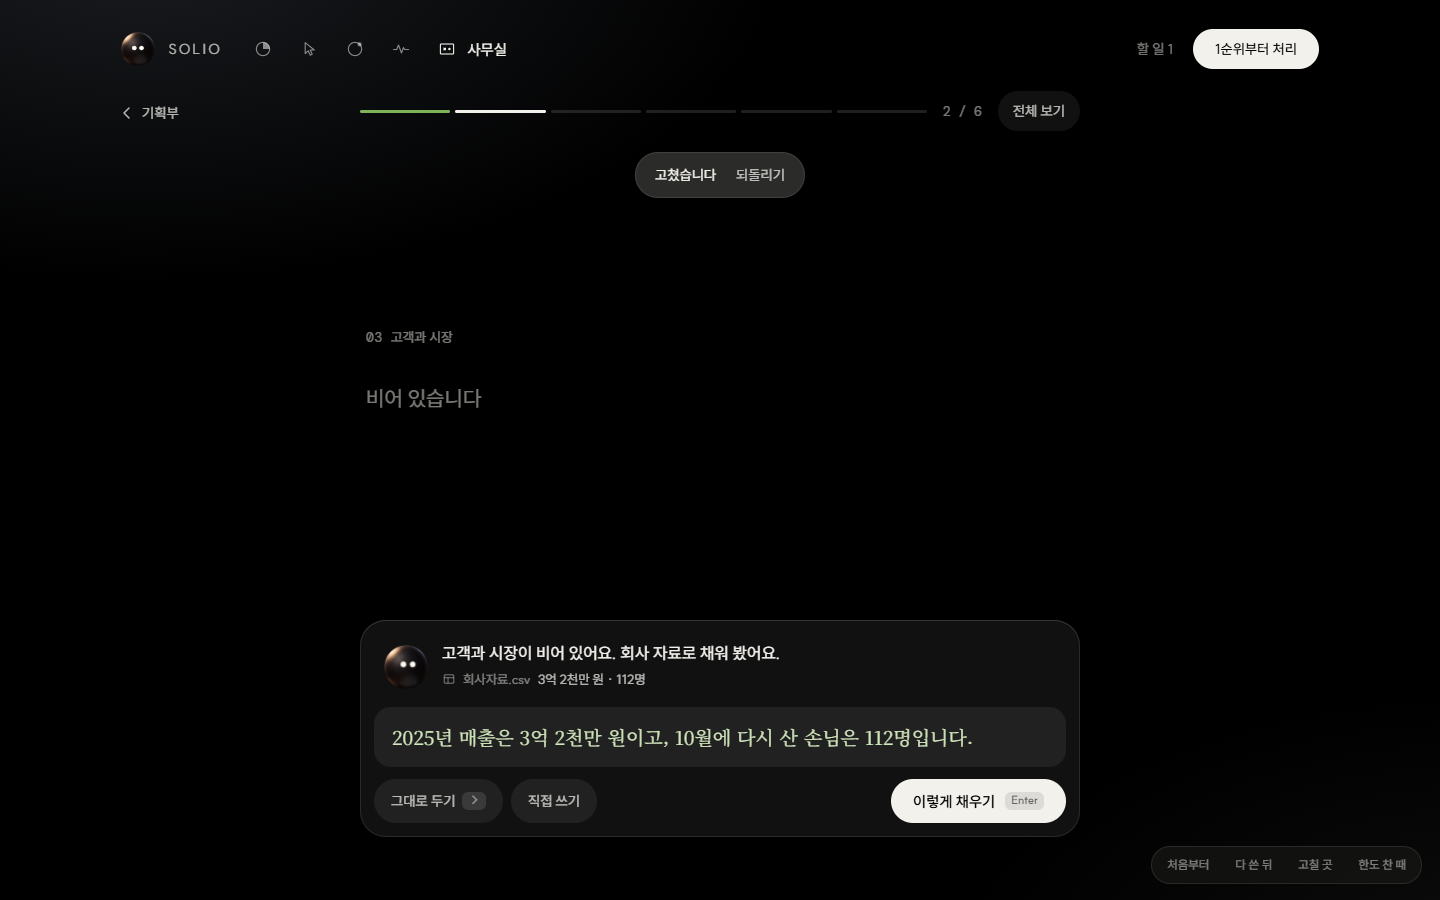 SOLIO
사무실
할 일 1
1순위부터 처리
기획부
2 / 6
전체 보기
고쳤습니다 되돌리기
03 고객과 시장
비어 있습니다
고객과 시장이 비어 있어요. 회사 자료로 채워 봤어요.
회사자료.csv 3억 2천만 원 · 112명
2025년 매출은 3억 2천만 원이고, 10월에 다시 산 손님은 112명입니다.
그대로 두기
직접 쓰기
이렇게 채우기 Enter
처음부터 다 쓴 뒤 고칠 곳 한도 찬 때